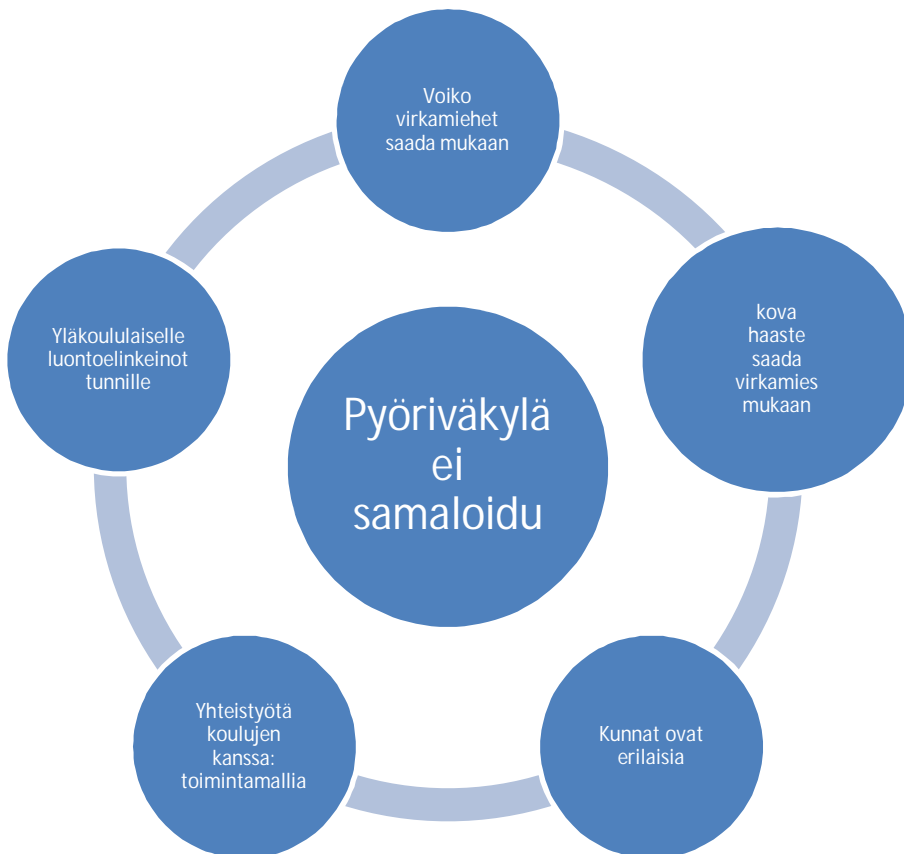 Voiko
virkamiehet
saada mukaan
kova
haaste
saada
virkamies
mukaan
Kunnat ovat
erilaisia
Yhteistyötä
koulujen
kanssa:
toimintamallia
Yläkoululaiselle
luontoelinkeinot
tunnille
Pyöriväkylä
ei
samaloidu